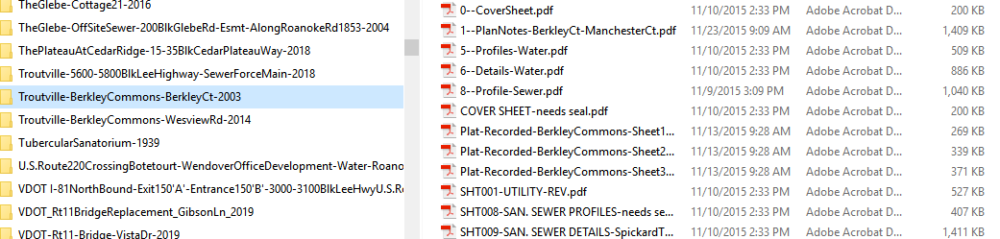 TheGlebe-Cottage21-2016
TheGlebe-OffSiteSewer-200BlkGlebeRd-Esmt-AlongRoanokeRd1853-2004
ThePlateauAtCedarRidge-15-35BlkCedarPlateauWay-2018
Troutville-5600-5800BlkLeeHighway-SewerForceMain-2018
Troutville-BerkleyCommons-BerkleyCt-2003
Troutville-BerkleyCommons-WesviewRd-2014
TubercularSanatorium-1939
U.S.Route220CrossingBotetourt-WendoverOfficeDevelopment-Water-Roano
VDOT I-81NorthBound-Exit150'A'-Entrance150'B'-3000-3100BlkLeeHwyU.S.Ro
VDOT_Rt11BridgeReplacement_GibsonLn_2019
VDOT-Rt11-Bridge-VistaDr-2019
0--CoverSheet.pdf 11/10/2015 2:33 PM Adobe Acrobat D... 200 KB
1--PlanNotes-BerkleyCt-ManchesterCt.pdf 11/23/2015 9:09 AM Adobe Acrobat D... 1,409 KB
5--Profiles-Water.pdf 11/10/2015 2:33 PM Adobe Acrobat D... 509 KB
6--Details-Water.pdf 11/10/2015 2:33 PM Adobe Acrobat D... 886 KB
8--Profile-Sewer.pdf 11/9/2015 3:09 PM Adobe Acrobat D... 1,040 KB
COVER SHEET-needs seal.pdf 11/10/2015 2:33 PM Adobe Acrobat D... 200 KB
Plat-Recorded-BerkleyCommons-Sheet1... 11/13/2015 9:28 AM Adobe Acrobat D... 269 KB
Plat-Recorded-BerkleyCommons-Sheet2... 11/13/2015 9:28 AM Adobe Acrobat D... 339 KB
Plat-Recorded-BerkleyCommons-Sheet3... 11/13/2015 9:28 AM Adobe Acrobat D... 371 KB
SHT001-UTILITY-REV.pdf 11/10/2015 2:33 PM Adobe Acrobat D... 527 KB
SHT008-SAN. SEWER PROFILES-needs se... 11/10/2015 2:33 PM Adobe Acrobat D... 407 KB
SHT009-SAN. SEWER DETAILS-SpickardT... 11/10/2015 2:33 PM Adobe Acrobat D... 1,411 KB